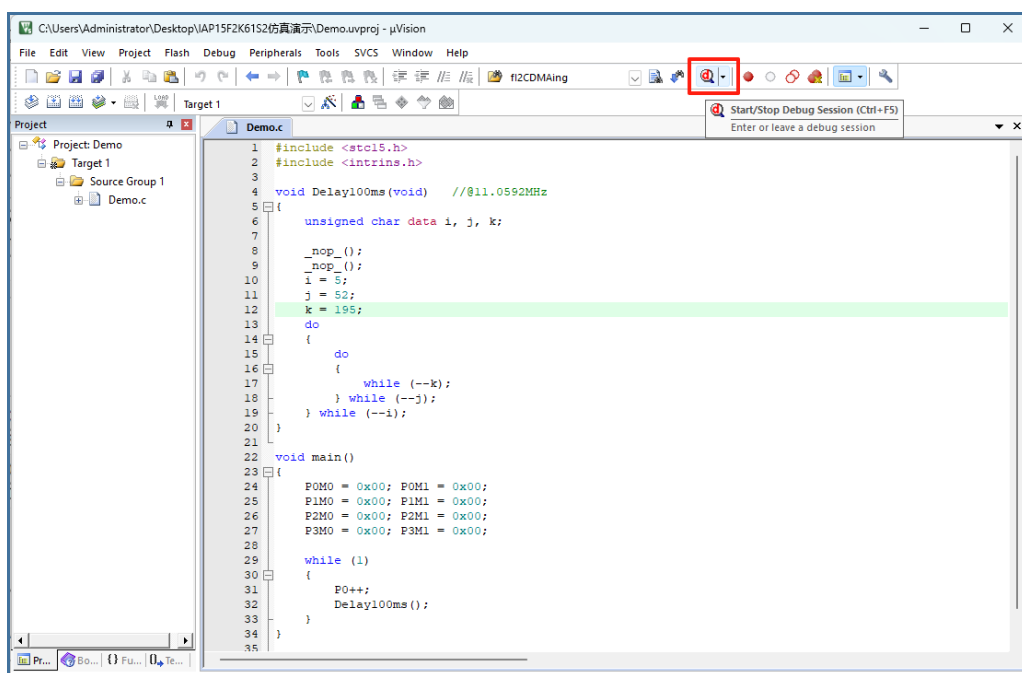 C:\Users\Administrator\Desktop\IAP15F2K61S2仿真演示\Demo.uvproj - µVision
File Edit View Project Flash Debug Peripherals Tools SVCS Window Help
fl2CDMAing
LOAD Target 1
Start/Stop Debug Session (Ctrl+F5)
Enter or leave a debug session
Project
Demo.c
Project: Demo
Target 1
Source Group 1
Demo.c
1 #include <stc15.h>
2 #include <intrins.h>
3
4 void Delay100ms(void) //@11.0592MHz
5 {
6 unsigned char data i, j, k;
7
8 _nop_();
9 _nop_();
10 i = 5;
11 j = 52;
12 k = 195;
13 do
14 {
15 do
16 {
17 while (--k);
18 } while (--j);
19 } while (--i);
20 }
21
22 void main()
23 {
24 P0M0 = 0x00; P0M1 = 0x00;
25 P1M0 = 0x00; P1M1 = 0x00;
26 P2M0 = 0x00; P2M1 = 0x00;
27 P3M0 = 0x00; P3M1 = 0x00;
28
29 while (1)
30 {
31 P0++;
32 Delay100ms();
33 }
34 }
35
Pr... Bo... {} Fu... Te...